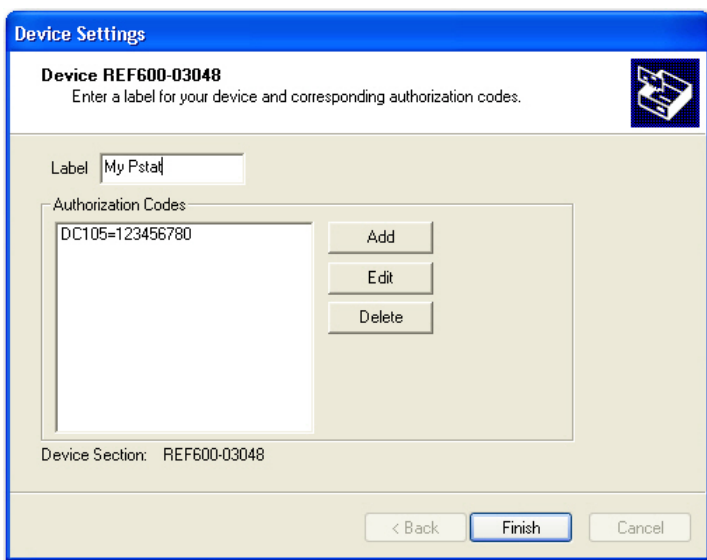 Device Settings
Device REF600-03048
Enter a label for your device and corresponding authorization codes.
Label My Pstat
Authorization Codes
DC105=123456780
Add
Edit
Delete
Device Section: REF600-03048
< Back Finish Cancel